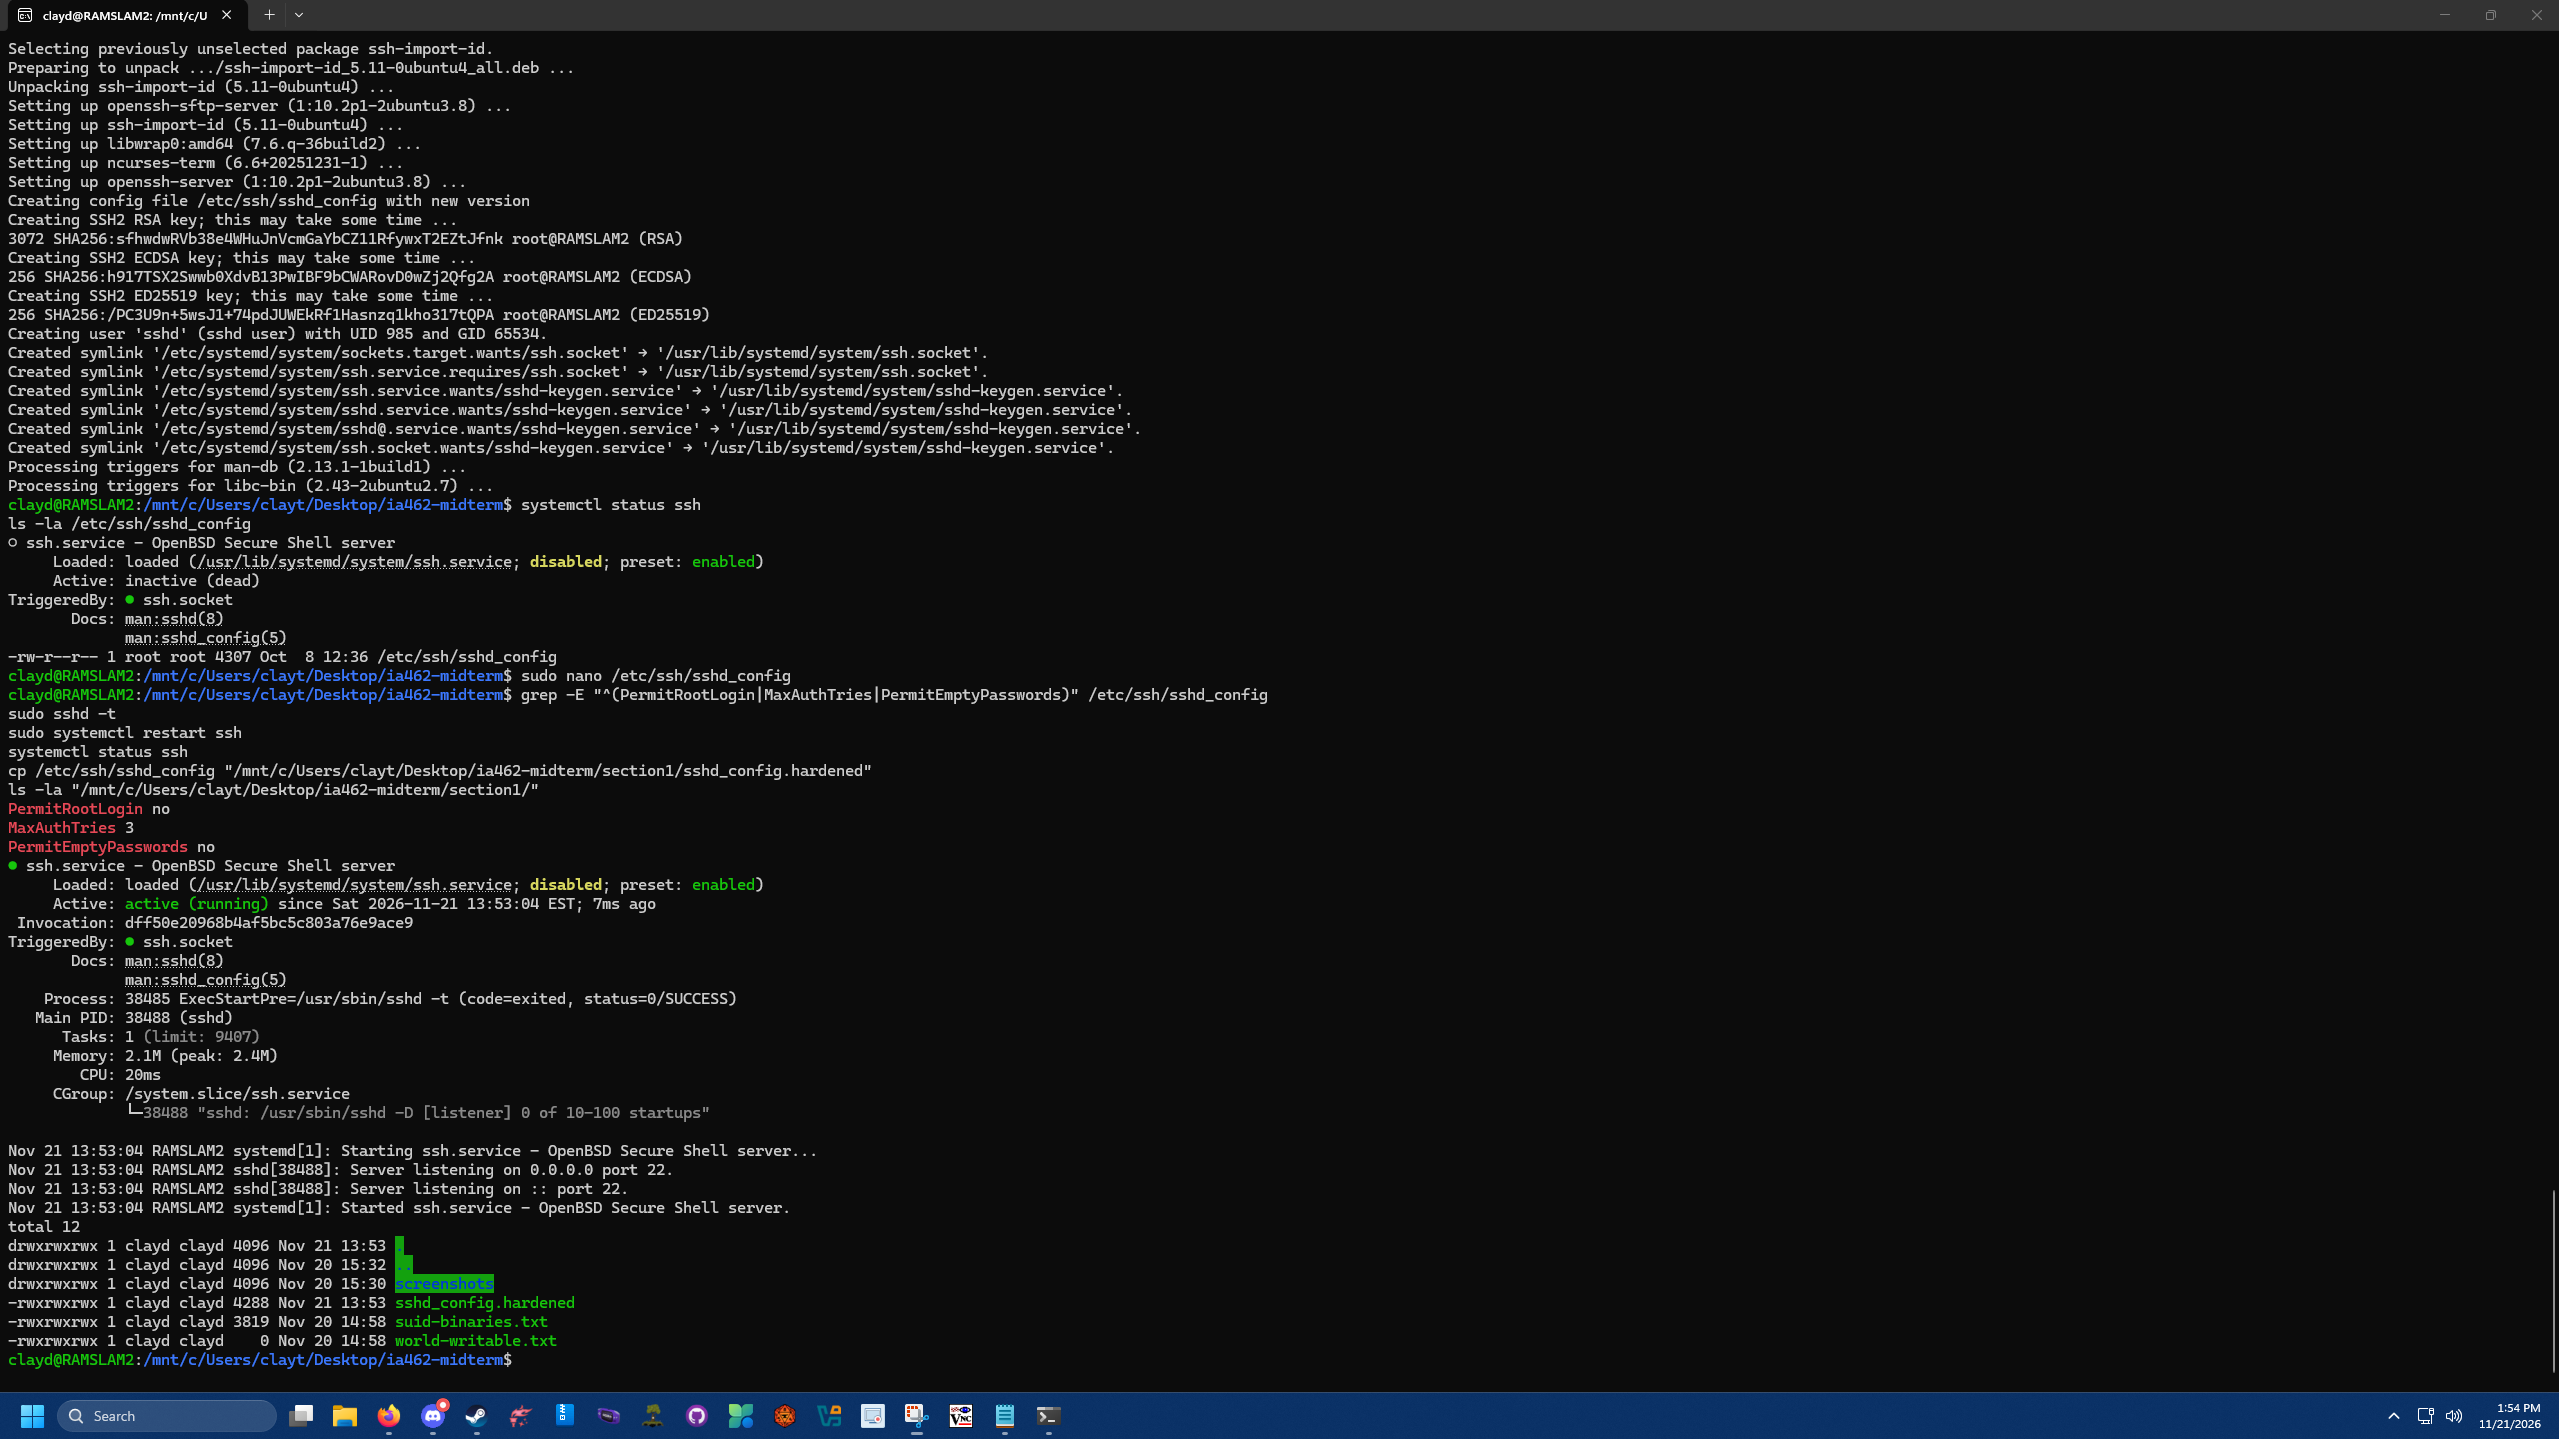 clayd@RAMSLAM2: /mnt/c/U
Selecting previously unselected package ssh-import-id.
Preparing to unpack .../ssh-import-id_5.11-0ubuntu4_all.deb ...
Unpacking ssh-import-id (5.11-0ubuntu4) ...
Setting up openssh-sftp-server (1:10.2p1-2ubuntu3.8) ...
Setting up ssh-import-id (5.11-0ubuntu4) ...
Setting up libwrap0:amd64 (7.6.q-36build2) ...
Setting up ncurses-term (6.6+20251231-1) ...
Setting up openssh-server (1:10.2p1-2ubuntu3.8) ...
Creating config file /etc/ssh/sshd_config with new version
Creating SSH2 RSA key; this may take some time ...
3072 SHA256:sfhwdwRVb38e4WHuJnVcmGaYbCZ11RfywxT2EZtJfnk root@RAMSLAM2 (RSA)
Creating SSH2 ECDSA key; this may take some time ...
256 SHA256:h917TSX2Swwb0XdvB13PwIBF9bCWARovD0wZj2Qfg2A root@RAMSLAM2 (ECDSA)
Creating SSH2 ED25519 key; this may take some time ...
256 SHA256:/PC3U9n+5wsJ1+74pdJUWEkRf1Hasnzq1kho317tQPA root@RAMSLAM2 (ED25519)
Creating user 'sshd' (sshd user) with UID 985 and GID 65534.
Created symlink '/etc/systemd/system/sockets.target.wants/ssh.socket' → '/usr/lib/systemd/system/ssh.socket'.
Created symlink '/etc/systemd/system/ssh.service.requires/ssh.socket' → '/usr/lib/systemd/system/ssh.socket'.
Created symlink '/etc/systemd/system/ssh.service.wants/sshd-keygen.service' → '/usr/lib/systemd/system/sshd-keygen.service'.
Created symlink '/etc/systemd/system/sshd.service.wants/sshd-keygen.service' → '/usr/lib/systemd/system/sshd-keygen.service'.
Created symlink '/etc/systemd/system/sshd@.service.wants/sshd-keygen.service' → '/usr/lib/systemd/system/sshd-keygen.service'.
Created symlink '/etc/systemd/system/ssh.socket.wants/sshd-keygen.service' → '/usr/lib/systemd/system/sshd-keygen.service'.
Processing triggers for man-db (2.13.1-1build1) ...
Processing triggers for libc-bin (2.43-2ubuntu2.7) ...
clayd@RAMSLAM2:/mnt/c/Users/clayt/Desktop/ia462-midterm$ systemctl status ssh
ls -la /etc/ssh/sshd_config
○ ssh.service - OpenBSD Secure Shell server
Loaded: loaded (/usr/lib/systemd/system/ssh.service; disabled; preset: enabled)
Active: inactive (dead)
TriggeredBy: ● ssh.socket
Docs: man:sshd(8)
man:sshd_config(5)
-rw-r--r-- 1 root root 4307 Oct  8 12:36 /etc/ssh/sshd_config
clayd@RAMSLAM2:/mnt/c/Users/clayt/Desktop/ia462-midterm$ sudo nano /etc/ssh/sshd_config
clayd@RAMSLAM2:/mnt/c/Users/clayt/Desktop/ia462-midterm$ grep -E "^(PermitRootLogin|MaxAuthTries|PermitEmptyPasswords)" /etc/ssh/sshd_config
sudo sshd -t
sudo systemctl restart ssh
systemctl status ssh
cp /etc/ssh/sshd_config "/mnt/c/Users/clayt/Desktop/ia462-midterm/section1/sshd_config.hardened"
ls -la "/mnt/c/Users/clayt/Desktop/ia462-midterm/section1/"
PermitRootLogin no
MaxAuthTries 3
PermitEmptyPasswords no
● ssh.service - OpenBSD Secure Shell server
Loaded: loaded (/usr/lib/systemd/system/ssh.service; disabled; preset: enabled)
Active: active (running) since Sat 2026-11-21 13:53:04 EST; 7ms ago
Invocation: dff50e20968b4af5bc5c803a76e9ace9
TriggeredBy: ● ssh.socket
Docs: man:sshd(8)
man:sshd_config(5)
Process: 38485 ExecStartPre=/usr/sbin/sshd -t (code=exited, status=0/SUCCESS)
Main PID: 38488 (sshd)
Tasks: 1 (limit: 9407)
Memory: 2.1M (peak: 2.4M)
CPU: 20ms
CGroup: /system.slice/ssh.service
└─38488 "sshd: /usr/sbin/sshd -D [listener] 0 of 10-100 startups"
Nov 21 13:53:04 RAMSLAM2 systemd[1]: Starting ssh.service - OpenBSD Secure Shell server...
Nov 21 13:53:04 RAMSLAM2 sshd[38488]: Server listening on 0.0.0.0 port 22.
Nov 21 13:53:04 RAMSLAM2 sshd[38488]: Server listening on :: port 22.
Nov 21 13:53:04 RAMSLAM2 systemd[1]: Started ssh.service - OpenBSD Secure Shell server.
total 12
drwxrwxrwx 1 clayd clayd 4096 Nov 21 13:53 .
drwxrwxrwx 1 clayd clayd 4096 Nov 20 15:32 ..
drwxrwxrwx 1 clayd clayd 4096 Nov 20 15:30 screenshots
-rwxrwxrwx 1 clayd clayd 4288 Nov 21 13:53 sshd_config.hardened
-rwxrwxrwx 1 clayd clayd 3819 Nov 20 14:58 suid-binaries.txt
-rwxrwxrwx 1 clayd clayd    0 Nov 20 14:58 world-writable.txt
clayd@RAMSLAM2:/mnt/c/Users/clayt/Desktop/ia462-midterm$
Search
VNC
1:54 PM
11/21/2026